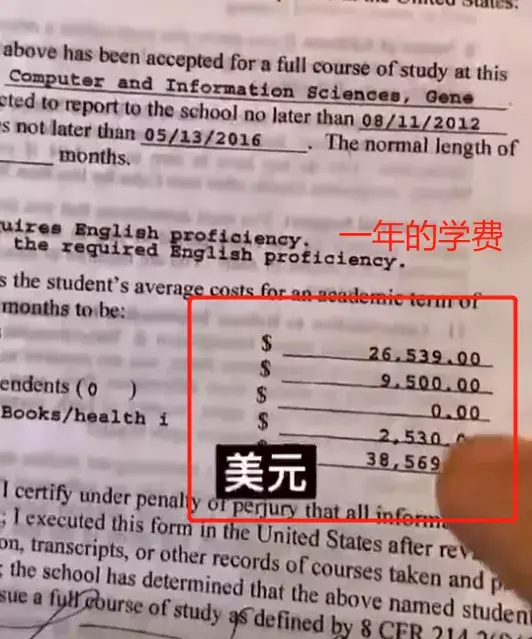 States:
above has been accepted for a full course of study at this
Computer and Information Sciences, Gene
cted to report to the school no later than 08/11/2012
s not later than 05/13/2016 . The normal length of
months.
uires English proficiency.
一年的学费
the required English proficiency.
s the student's average costs for an academic term of
months to be:
$ 26,539.00
$ 9,500.00
endents (0 ) $ 0.00
Books/health i $ 2,530.0
38,569
美元
I certify under penalty of perjury that all inform
; I executed this form in the United States after rev
on, transcripts, or other records of courses taken and p
; the school has determined that the above named student
sue a full course of study as defined by 8 CFR 214.2(